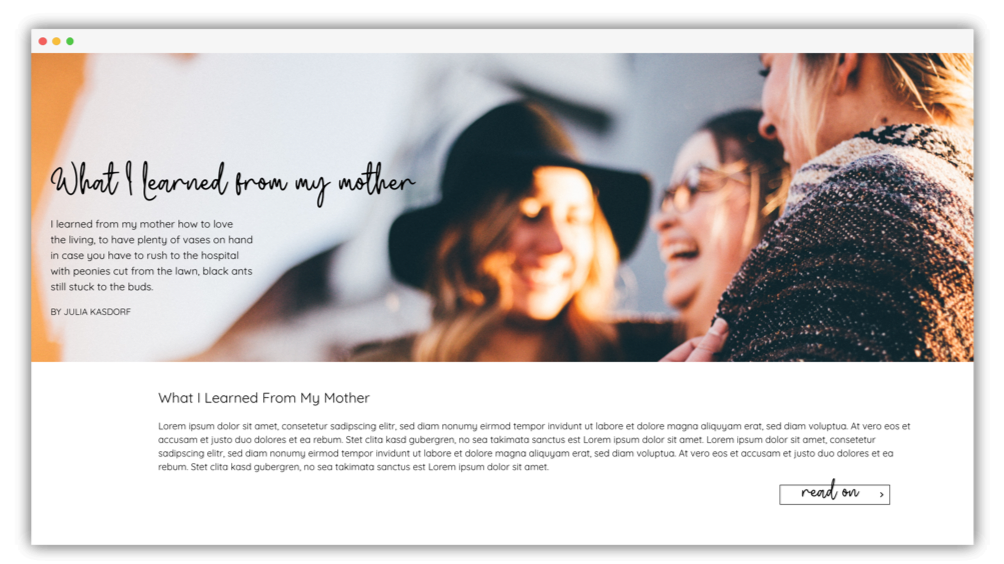 What I learned from my mother
I learned from my mother how to love
the living, to have plenty of vases on hand
in case you have to rush to the hospital
with peonies cut from the lawn, black ants
still stuck to the buds.
BY JULIA KASDORF
What I Learned From My Mother
Lorem ipsum dolor sit amet, consetetur sadipscing elitr, sed diam nonumy eirmod tempor invidunt ut labore et dolore magna aliquyam erat, sed diam voluptua. At vero eos et
accusam et justo duo dolores et ea rebum. Stet clita kasd gubergren, no sea takimata sanctus est Lorem ipsum dolor sit amet. Lorem ipsum dolor sit amet, consetetur
sadipscing elitr, sed diam nonumy eirmod tempor invidunt ut labore et dolore magna aliquyam erat, sed diam voluptua. At vero eos et accusam et justo duo dolores et ea
rebum. Stet clita kasd gubergren, no sea takimata sanctus est Lorem ipsum dolor sit amet.
read on >